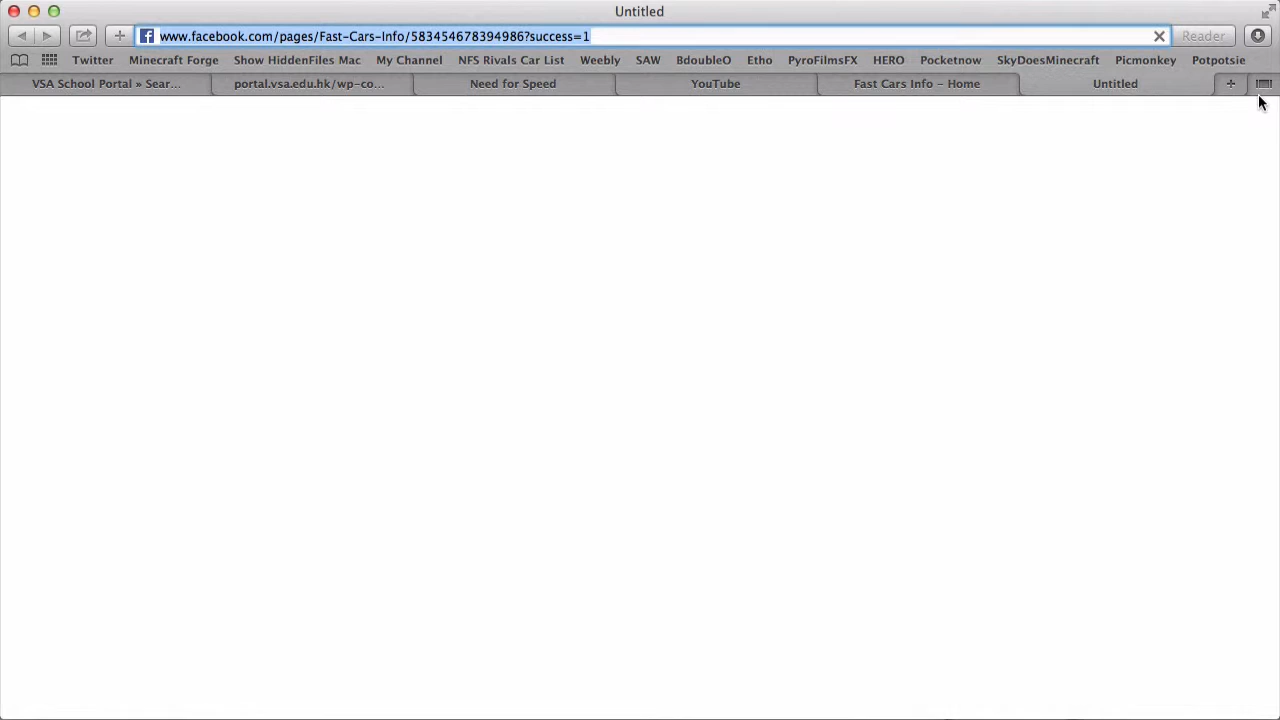 Untitled
www.facebook.com/pages/Fast-Cars-Info/583454678394986?success=1
Reader
Twitter Minecraft Forge Show HiddenFiles Mac My Channel NFS Rivals Car List Weebly SAW BdoubleO Etho PyroFilmsFX HERO Pocketnow SkyDoesMinecraft Picmonkey Potpotsie
VSA School Portal » Sear... portal.vsa.edu.hk/wp-co... Need for Speed YouTube Fast Cars Info – Home Untitled